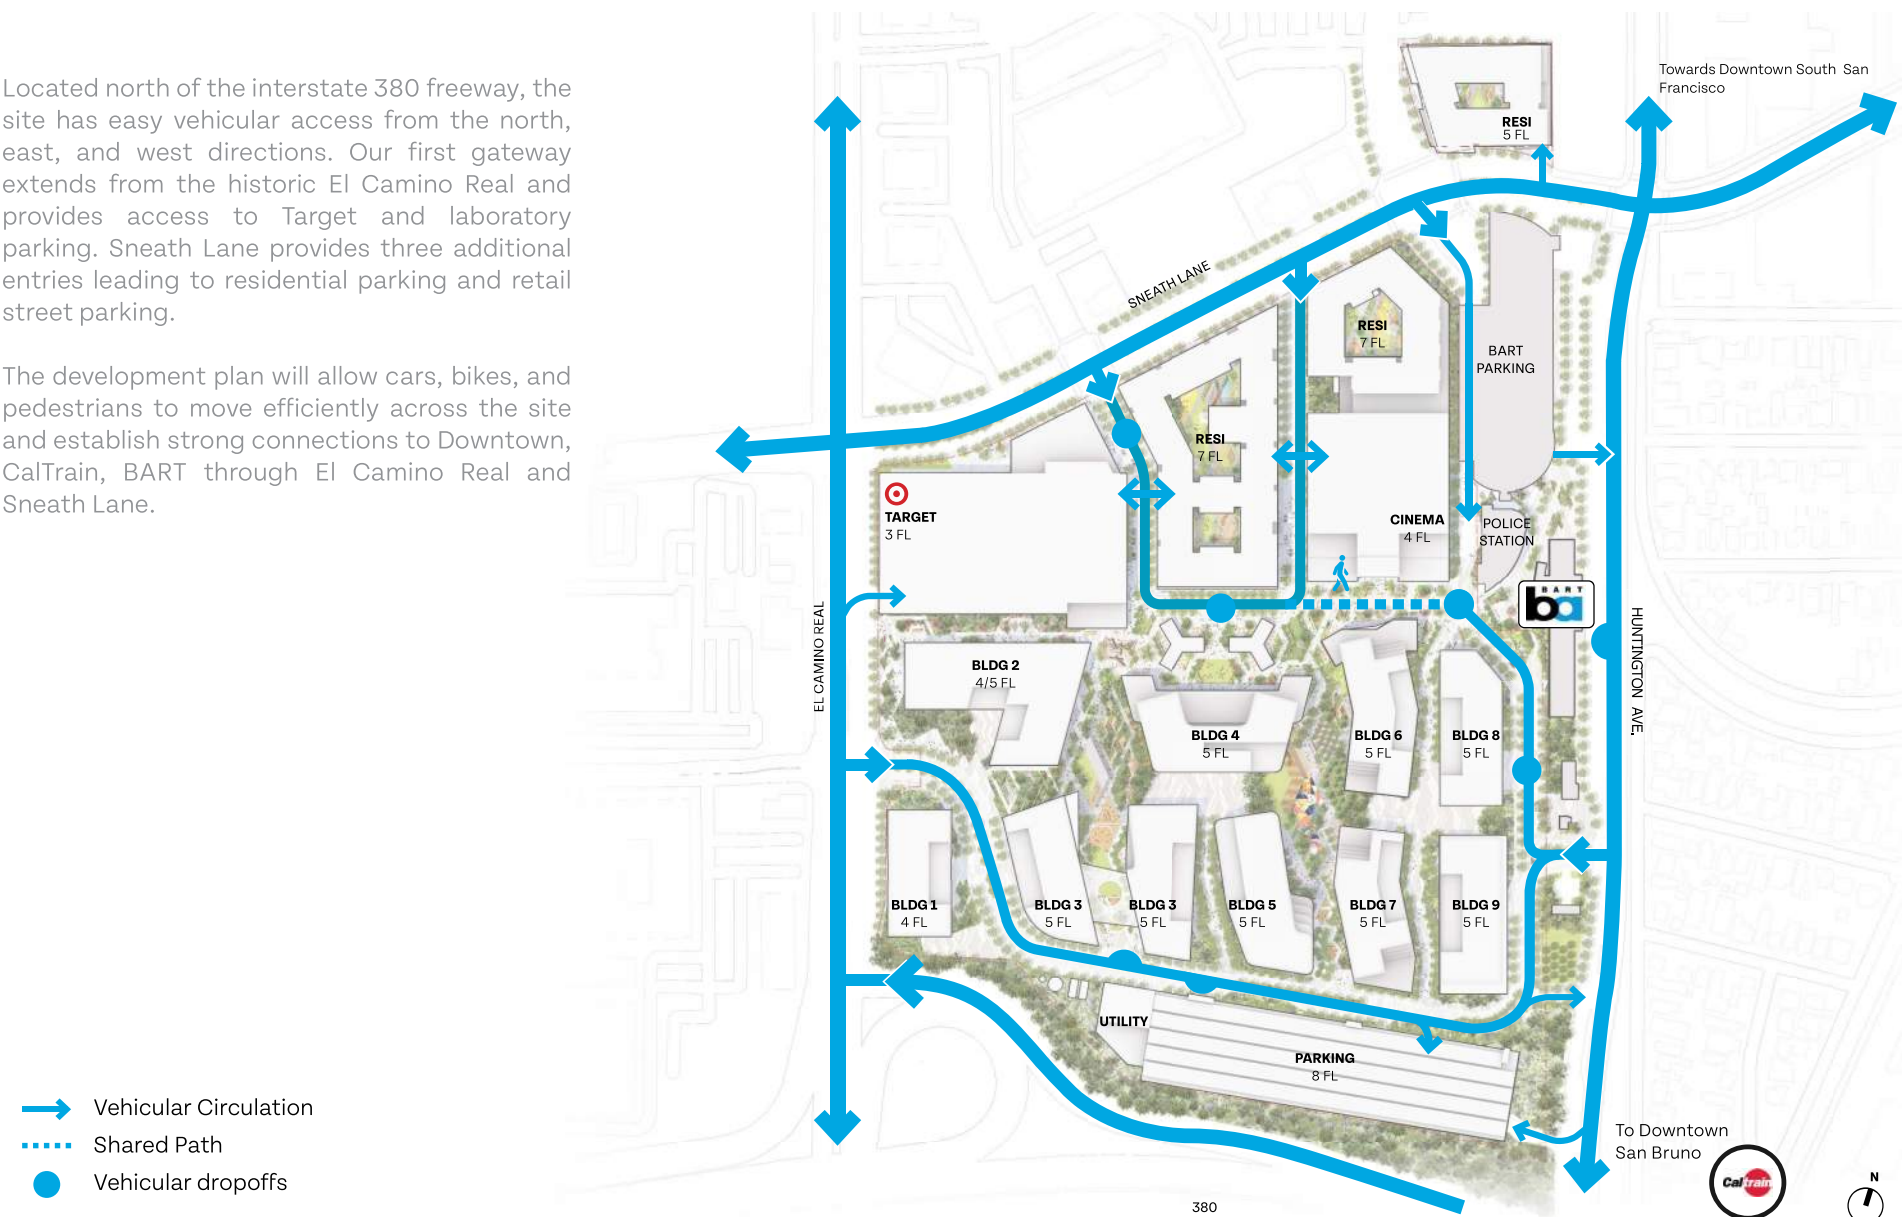 Located north of the interstate 380 freeway, the
site has easy vehicular access from the north,
east, and west directions. Our first gateway
extends from the historic El Camino Real and
provides access to Target and laboratory
parking. Sneath Lane provides three additional
entries leading to residential parking and retail
street parking.
The development plan will allow cars, bikes, and
pedestrians to move efficiently across the site
and establish strong connections to Downtown,
CalTrain, BART through El Camino Real and
Sneath Lane.
Vehicular Circulation
Shared Path
Vehicular dropoffs
Towards Downtown South San
Francisco
RESI
5 FL
SNEATH LANE
RESI
7 FL
BART
PARKING
RESI
7 FL
TARGET
3 FL
CINEMA
4 FL
POLICE
STATION
BART
ba
EL CAMINO REAL
HUNTINGTON AVE.
BLDG 2
4/5 FL
BLDG 4
5 FL
BLDG 6
5 FL
BLDG 8
5 FL
BLDG 1
4 FL
BLDG 3
5 FL
BLDG 3
5 FL
BLDG 5
5 FL
BLDG 7
5 FL
BLDG 9
5 FL
UTILITY
PARKING
8 FL
To Downtown
San Bruno
Caltrain
N
380